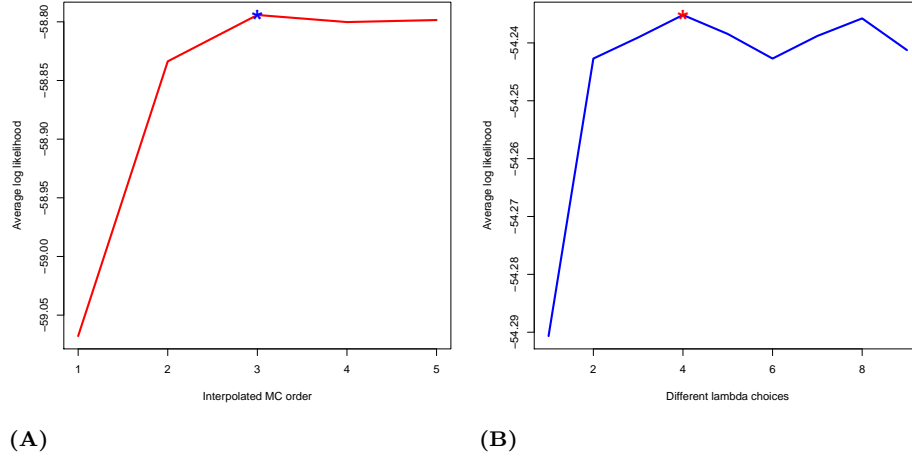 Average log likelihood
-58.80
-58.85
-58.90
-58.95
-59.00
-59.05
1 2 3 4 5
Interpolated MC order
(A)
Average log likelihood
-54.24
-54.25
-54.26
-54.27
-54.28
-54.29
2 4 6 8
Different lambda choices
(B)